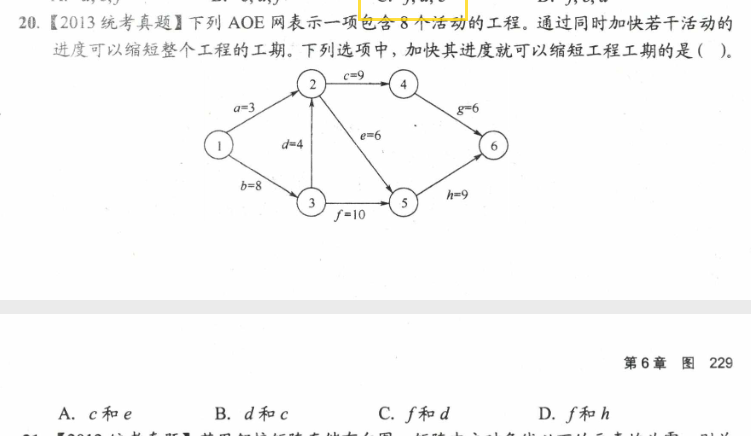 20.【2013 统考真题】下列 AOE 网表示一项包含 8 个活动的工程。通过同时加快若干活动的
进度可以缩短整个工程的工期。下列选项中，加快其进度就可以缩短工程工期的是（ ）。
c=9
2
4
a=3
g=6
1
d=4
e=6
6
b=8
h=9
3
5
f=10
第 6 章 图 229
A. c 和 e B. d 和 c C. f 和 d D. f 和 h